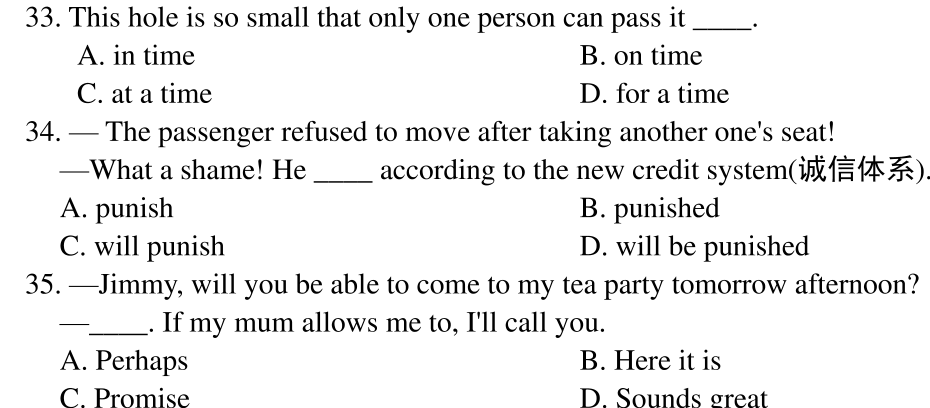 33. This hole is so small that only one person can pass it ____.
A. in time B. on time
C. at a time D. for a time
34. — The passenger refused to move after taking another one's seat!
—What a shame! He ____ according to the new credit system(诚信体系).
A. punish B. punished
C. will punish D. will be punished
35. —Jimmy, will you be able to come to my tea party tomorrow afternoon?
—____. If my mum allows me to, I'll call you.
A. Perhaps B. Here it is
C. Promise D. Sounds great